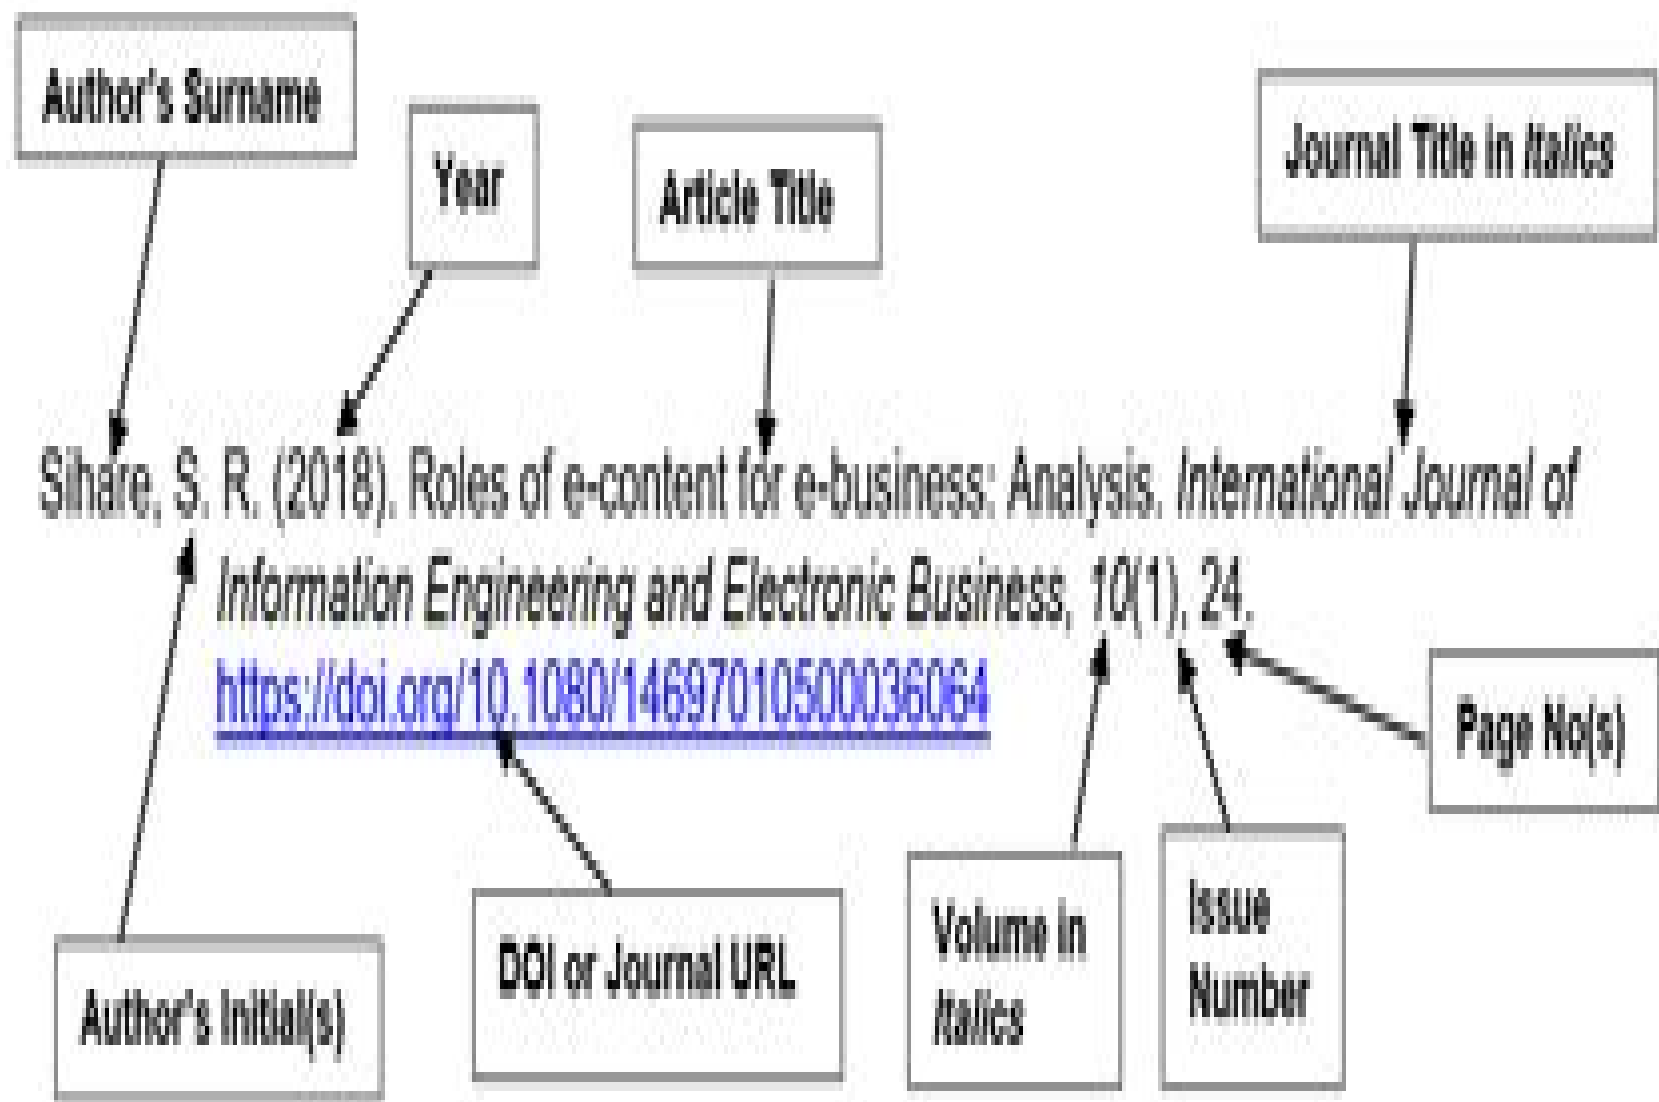 Author's Surname
Year
Article Title
Journal Title in Italics
Sihare, S. R. (2018). Roles of e-content for e-business: Analysis. International Journal of
Information Engineering and Electronic Business, 10(1), 24.
https://doi.org/10.1080/14697010500036064
Page No(s)
Author's Initial(s)
DOI or Journal URL
Volume in
Italics
Issue
Number